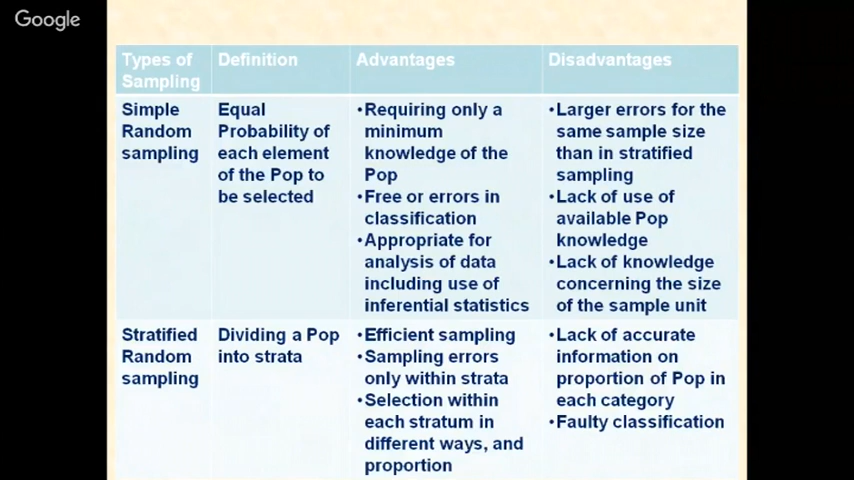 Google
Types of
Sampling
Definition
Advantages
Disadvantages
Simple
Random
sampling
Equal
Probability of
each element
of the Pop to
be selected
•Requiring only a
minimum
knowledge of the
Pop
•Free or errors in
classification
•Appropriate for
analysis of data
including use of
inferential statistics
•Larger errors for the
same sample size
than in stratified
sampling
•Lack of use of
available Pop
knowledge
•Lack of knowledge
concerning the size
of the sample unit
Stratified
Random
sampling
Dividing a Pop
into strata
•Efficient sampling
•Sampling errors
only within strata
•Selection within
each stratum in
different ways, and
proportion
•Lack of accurate
information on
proportion of Pop in
each category
•Faulty classification